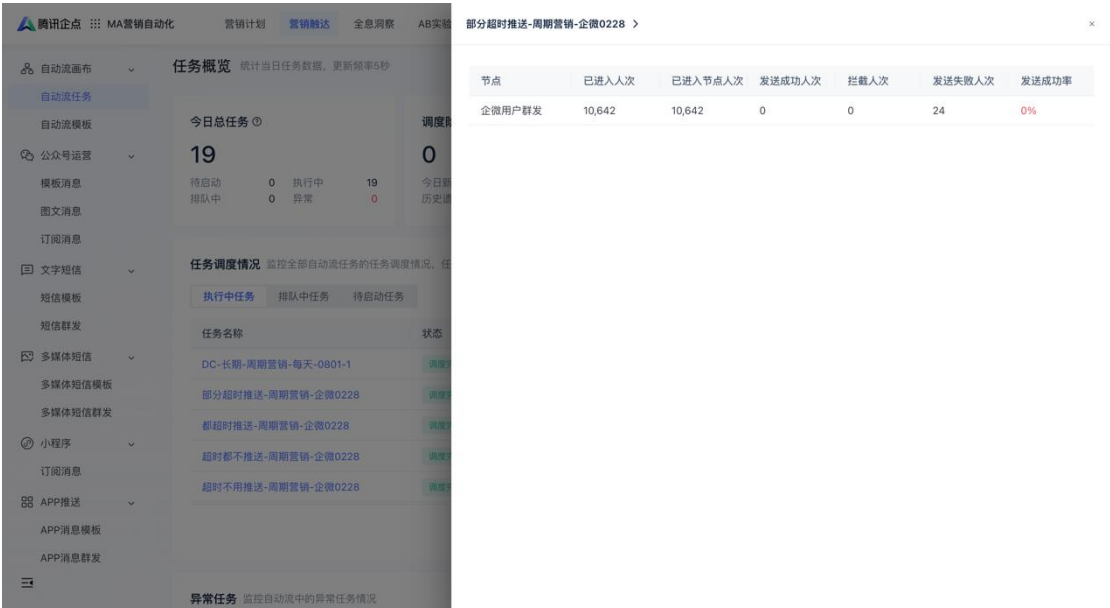 腾讯企点 MA营销自动化 营销计划 营销触达 全息洞察 AB实验
部分超时推送-周期营销-企微0228 > ×
自动流画布
自动流任务
自动流模板
公众号运营
模板消息
图文消息
订阅消息
文字短信
短信模板
短信群发
多媒体短信
多媒体短信模板
多媒体短信群发
小程序
订阅消息
APP推送
APP消息模板
APP消息群发
任务概览 统计当日任务数据，更新频率5秒
今日总任务
19
待启动 0 执行中 19
排队中 0 异常 0
0
今日新
任务调度情况 监控全部自动流任务的任务调度情况，任
执行中任务 排队中任务 待启动任务
任务名称 状态
DC-长期-周期营销-每天-0801-1
部分超时推送-周期营销-企微0228
都超时推送-周期营销-企微0228
超时都不推送-周期营销-企微0228
超时不用推送-周期营销-企微0228
异常任务 监控自动流中的异常任务情况
节点 已进入人次 已进入节点人次 发送成功人次 拦截人次 发送失败人次 发送成功率
企微用户群发 10,642 10,642 0 0 24 0%